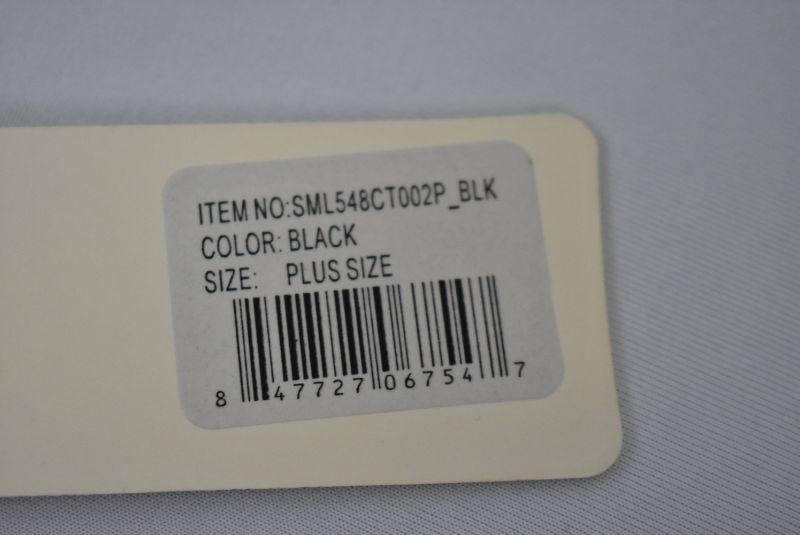 ITEM NO:SML548CT002P_BLK
COLOR: BLACK
SIZE: PLUS SIZE
8 47727 06754 7